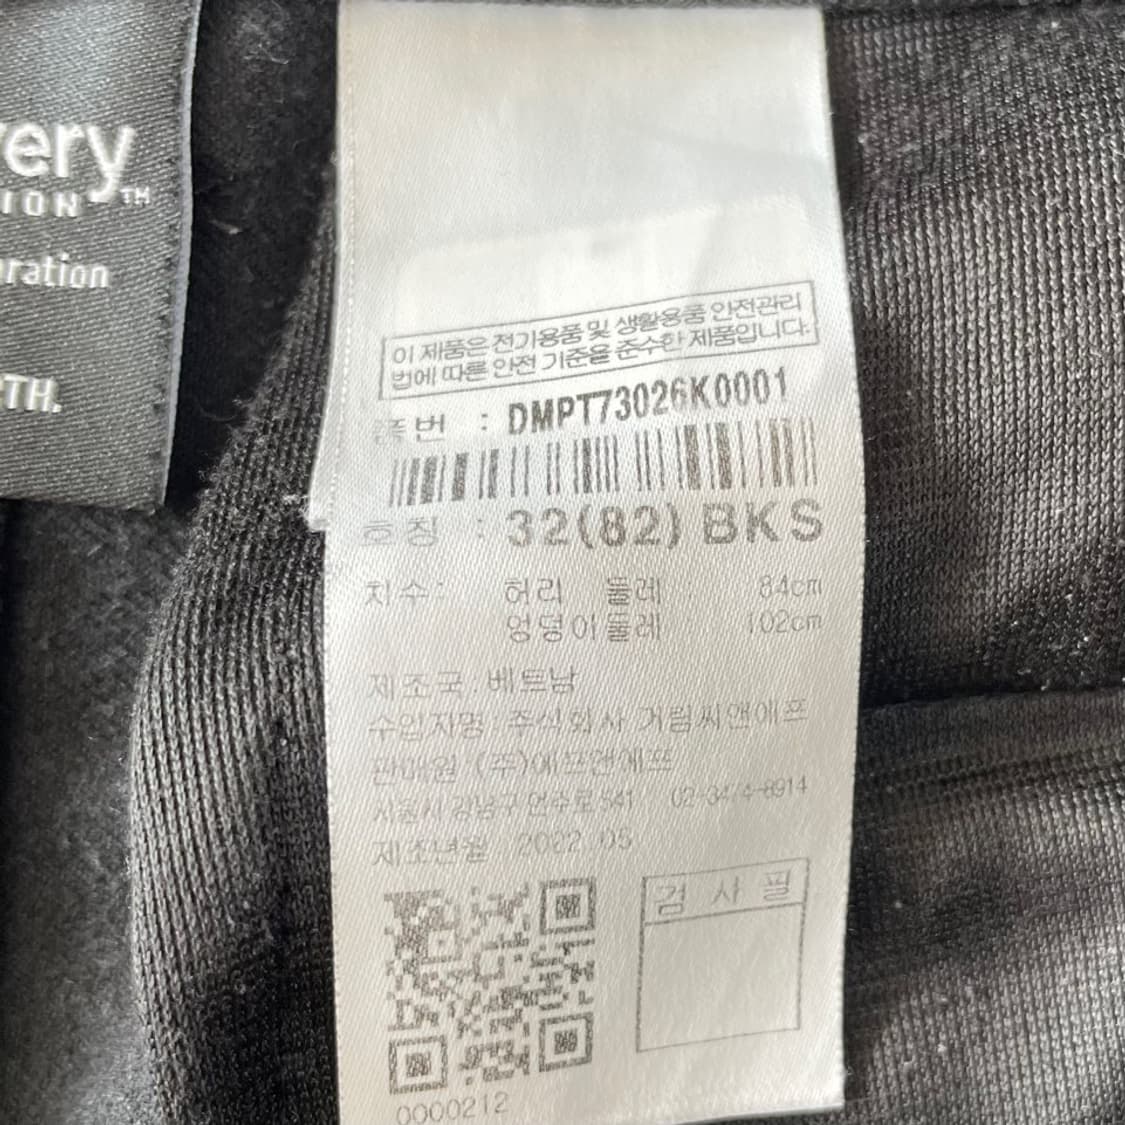 very
TION
™
TH.
이 제품은 전기용품 및 생활용품 안전관리
법에 따른 안전 기준을 준수한 제품입니다.
품번 : DMPT73026K0001
호칭 : 32(82) BKS
치수: 허리 둘레 : 84cm
엉덩이둘레 : 102cm
제조국 : 베트남
수입자명 : 주식회사 거림씨앤에프
판매원 (주)에프앤에프
서울시 강남구 언주로 541
제조년월 : 2022.05
검 사 필
0000212